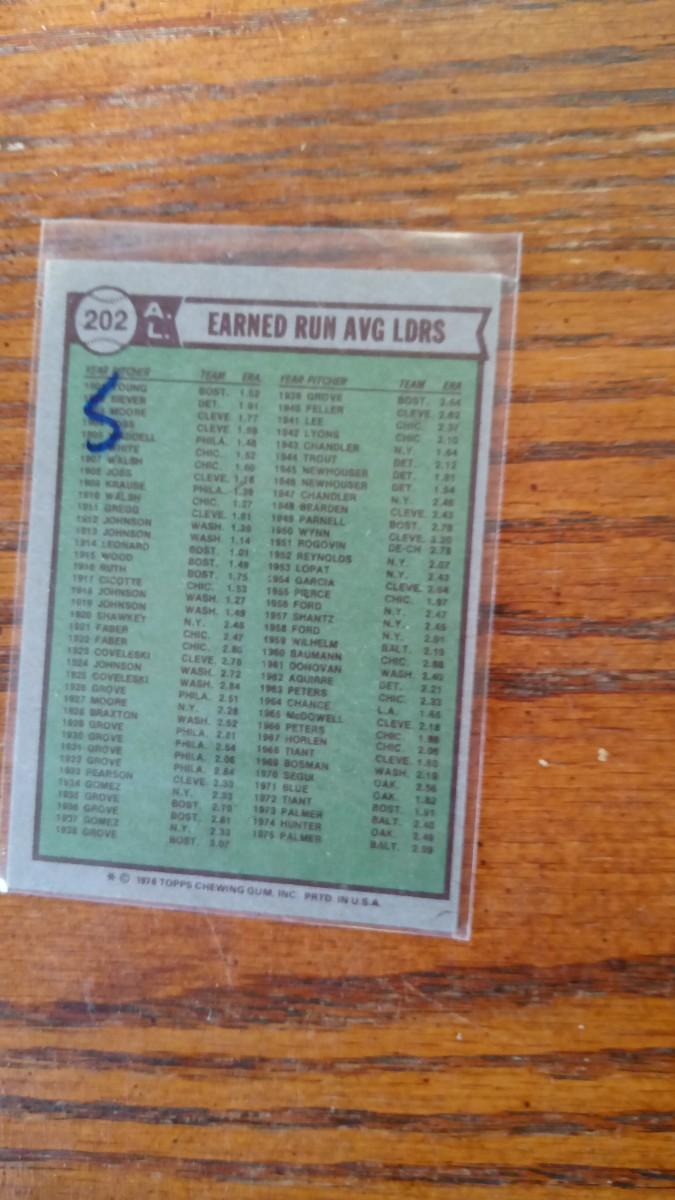 202 A.L. EARNED RUN AVG LDRS
YEAR PITCHER TEAM ERA YEAR PITCHER TEAM ERA
YOUNG BOST. 1.62 1939 GROVE BOST. 2.54
SIEVER DET. 1.91 1940 FELLER CLEVE. 2.62
MOORE CLEVE. 1.77 1941 LEE CHIC. 2.37
CLEVE. 1942 LYONS CHIC. 2.10
PHILA. 1.48 1943 CHANDLER N.Y. 1.64
WHITE CHIC. 1.52 1944 TROUT DET. 2.12
1907 WALSH CHIC. 1.60 1945 NEWHOUSER DET. 1.81
1908 JOSS CLEVE. 1.16 1946 NEWHOUSER DET. 1.94
1909 KRAUSE PHILA. 1.39 1947 CHANDLER N.Y. 2.46
1910 WALSH CHIC. 1.27 1948 BEARDEN CLEVE. 2.43
1911 GREGG CLEVE. 1.81 1949 PARNELL BOST. 2.78
1912 JOHNSON WASH. 1.39 1950 WYNN CLEVE. 3.20
1913 JOHNSON WASH. 1.14 1951 ROGOVIN DE-CH 2.78
1914 LEONARD BOST. 1.01 1952 REYNOLDS N.Y. 2.07
1915 WOOD BOST. 1.49 1953 LOPAT N.Y. 2.43
1916 RUTH BOST. 1.75 1954 GARCIA CLEVE. 2.64
1917 CICOTTE CHIC. 1.53 1955 PIERCE CHIC. 1.97
1918 JOHNSON WASH. 1.27 1956 FORD N.Y. 2.47
1919 JOHNSON WASH. 1.49 1957 SHANTZ N.Y. 2.45
1920 SHAWKEY N.Y. 2.45 1958 FORD N.Y. 2.01
1921 FABER CHIC. 2.47 1959 WILHELM BALT. 2.19
1922 FABER CHIC. 2.80 1960 BAUMANN CHIC. 2.68
1923 COVELESKI CLEVE. 2.76 1961 DONOVAN WASH. 2.40
1924 JOHNSON WASH. 2.72 1962 AGUIRRE DET. 2.21
1925 COVELESKI WASH. 2.84 1963 PETERS CHIC. 2.33
1926 GROVE PHILA. 2.51 1964 CHANCE L.A. 1.65
1927 MOORE N.Y. 2.28 1965 McDOWELL CLEVE. 2.18
1928 BRAXTON WASH. 2.52 1966 PETERS CHIC. 1.98
1929 GROVE PHILA. 2.81 1967 HORLEN CHIC. 2.06
1930 GROVE PHILA. 2.54 1968 TIANT CLEVE. 1.60
1931 GROVE PHILA. 2.06 1969 BOSMAN WASH. 2.19
1932 GROVE PHILA. 2.84 1970 SEGUI OAK. 2.56
1933 PEARSON CLEVE. 2.33 1971 BLUE OAK. 1.82
1934 GOMEZ N.Y. 2.33 1972 TIANT BOST. 1.91
1935 GROVE BOST. 2.70 1973 PALMER BALT. 2.40
1936 GROVE BOST. 2.81 1974 HUNTER OAK. 2.49
1937 GOMEZ N.Y. 2.33 1975 PALMER BALT. 2.09
1938 GROVE BOST. 3.07
* © 1976 TOPPS CHEWING GUM, INC. PRTD. IN U.S.A.